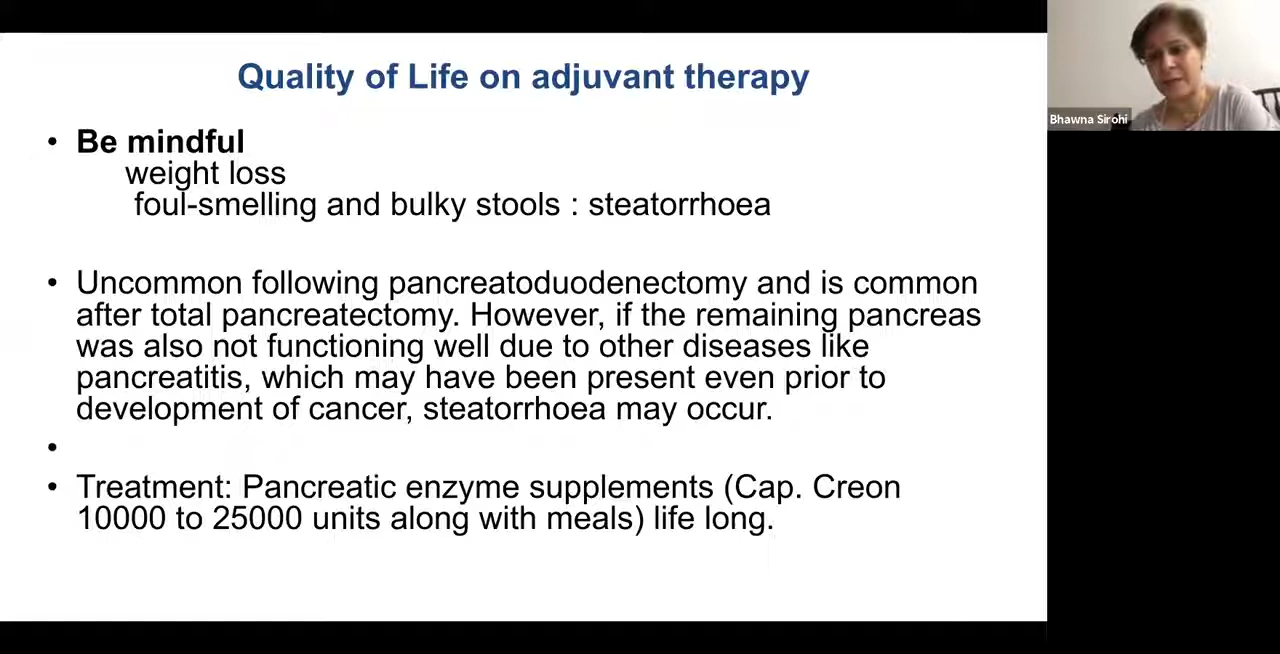 Quality of Life on adjuvant therapy
• Be mindful
weight loss
foul-smelling and bulky stools : steatorrhoea
• Uncommon following pancreatoduodenectomy and is common
after total pancreatectomy. However, if the remaining pancreas
was also not functioning well due to other diseases like
pancreatitis, which may have been present even prior to
development of cancer, steatorrhoea may occur.
•
• Treatment: Pancreatic enzyme supplements (Cap. Creon
10000 to 25000 units along with meals) life long.
Bhawna Sirohi